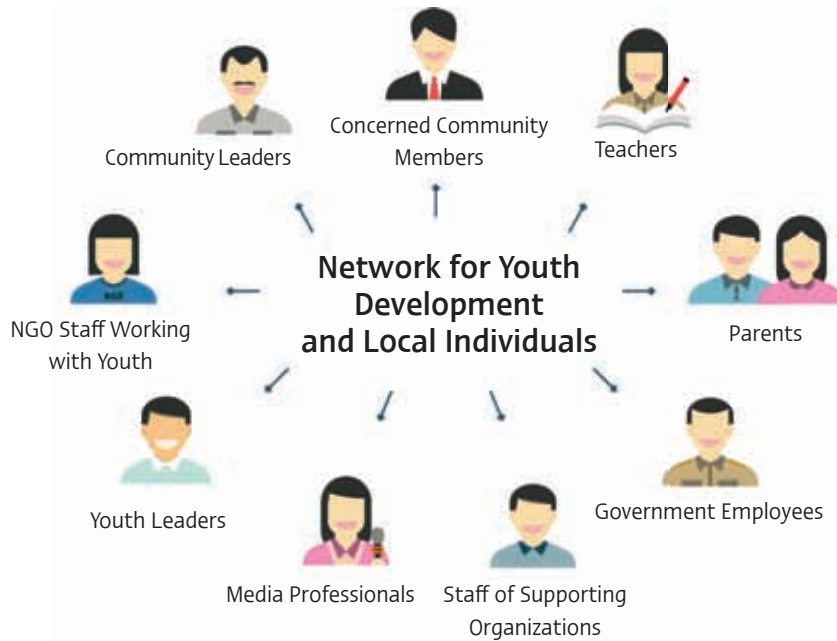 Concerned Community
Members
Community Leaders
Teachers
Network for Youth
Development
and Local Individuals
NGO Staff Working
with Youth
Parents
Youth Leaders
Government Employees
Media Professionals
Staff of Supporting
Organizations
NGO